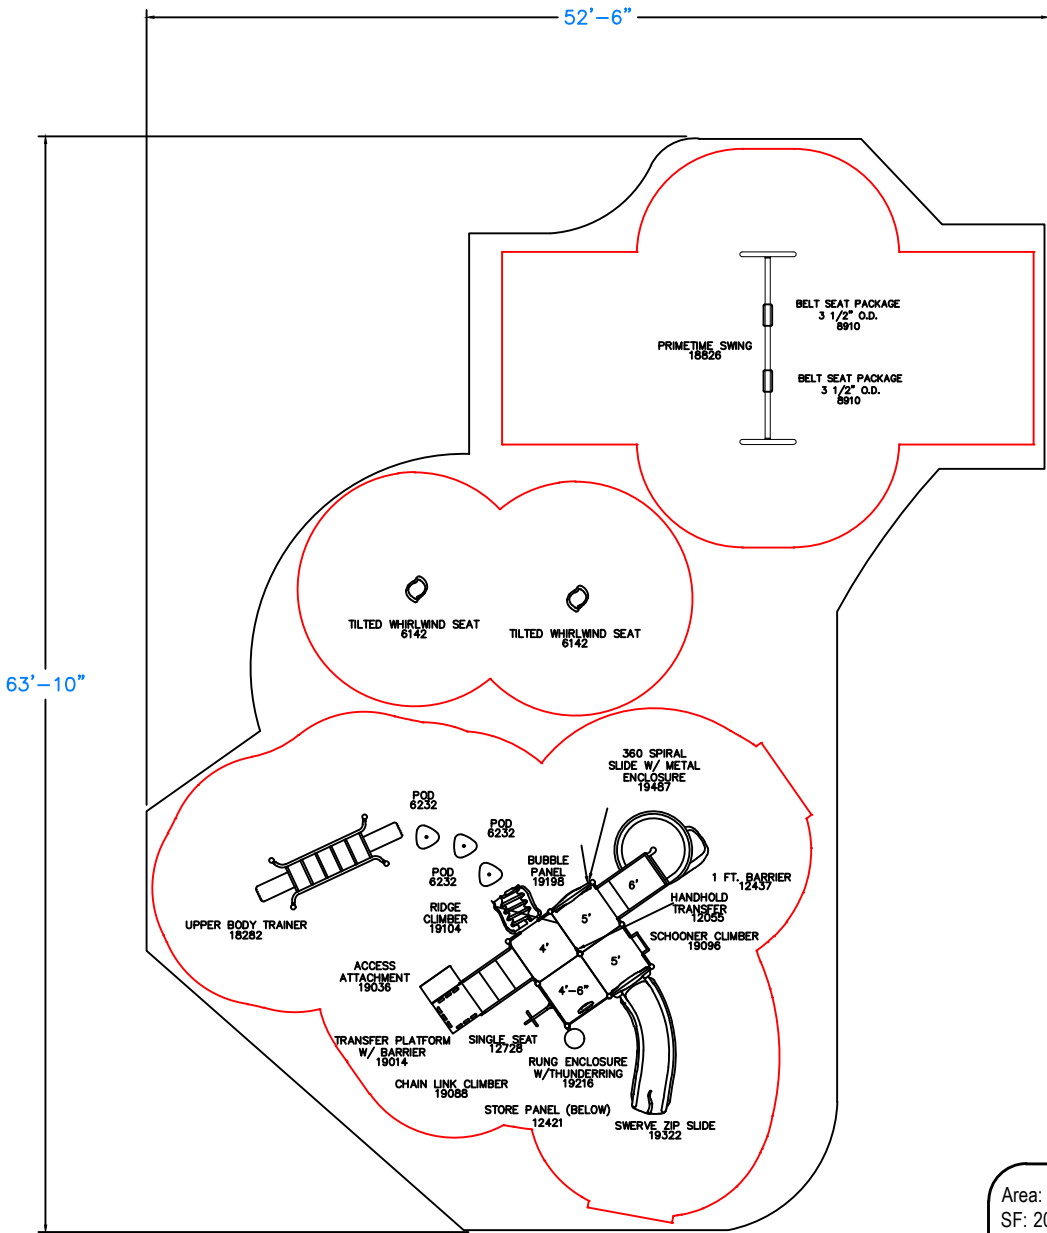 52'-6"
BELT SEAT PACKAGE
3 1/2" O.D.
8910
PRIMETIME SWING
18826
BELT SEAT PACKAGE
3 1/2" O.D.
8910
TILTED WHIRLWIND SEAT
6142
TILTED WHIRLWIND SEAT
6142
63'-10"
360 SPIRAL
SLIDE W/ METAL
ENCLOSURE
19487
POD
6232
POD
6232
POD
6232
BUBBLE
PANEL
19198
6'
1 FT. BARRIER
12437
HANDHOLD
TRANSFER
12055
RIDGE
CLIMBER
19104
5'
UPPER BODY TRAINER
18282
SCHOONER CLIMBER
19096
4'
5'
ACCESS
ATTACHMENT
19036
4'-6"
TRANSFER PLATFORM
W/ BARRIER
19014
SINGLE SEAT
12728
RUNG ENCLOSURE
W/THUNDERRING
19216
CHAIN LINK CLIMBER
19088
STORE PANEL (BELOW)
12421
SWERVE ZIP SLIDE
19322
Area:
SF: 20